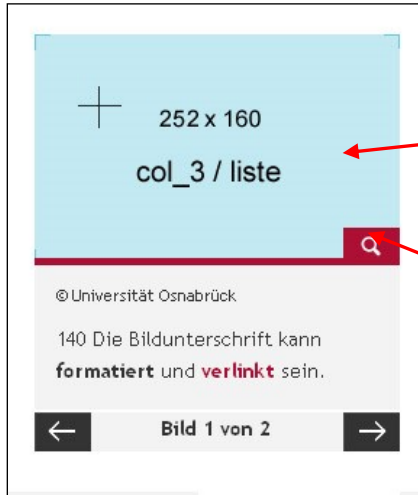 252 x 160
col_3 / liste
© Universität Osnabrück
140 Die Bildunterschrift kann
formatiert und verlinkt sein.
Bild 1 von 2